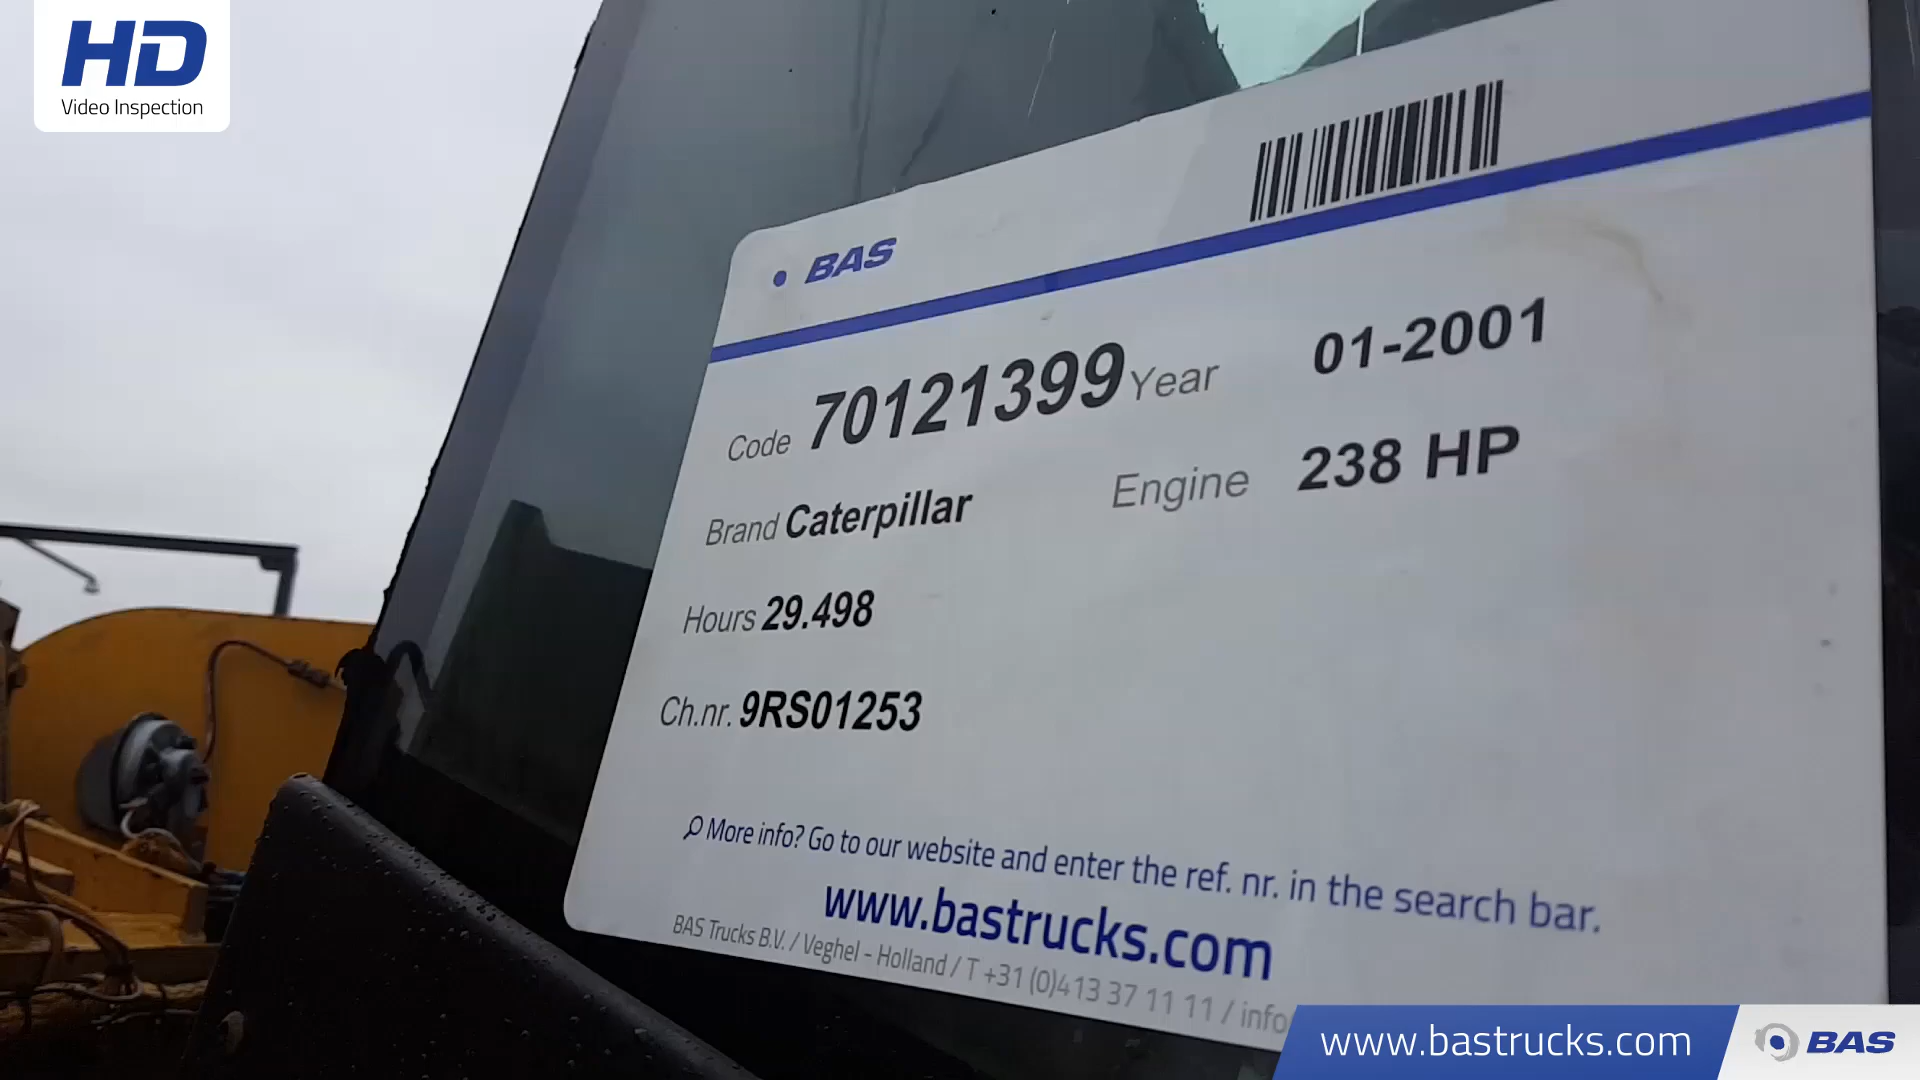 HD
Video Inspection
BAS
Code 70121399 Year 01-2001
Brand Caterpillar Engine 238 HP
Hours 29.498
Ch.nr. 9RS01253
More info? Go to our website and enter the ref. nr. in the search bar.
www.bastrucks.com
BAS Trucks B.V. / Veghel - Holland / T +31 (0)413 37 11 11 / info
www.bastrucks.com BAS